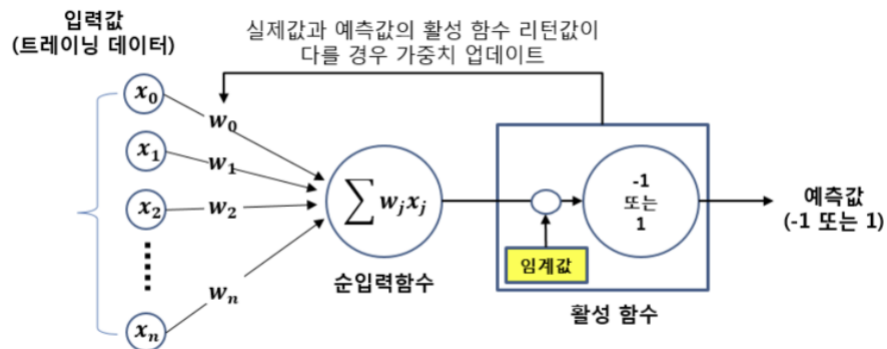 입력값
(트레이닝 데이터)
실제값과 예측값의 활성 함수 리턴값이
다를 경우 가중치 업데이트
x₀
w₀
x₁
w₁
x₂
w₂
xₙ
wₙ
∑ wⱼxⱼ
순입력함수
-1
또는
1
임계값
활성 함수
예측값
(-1 또는 1)